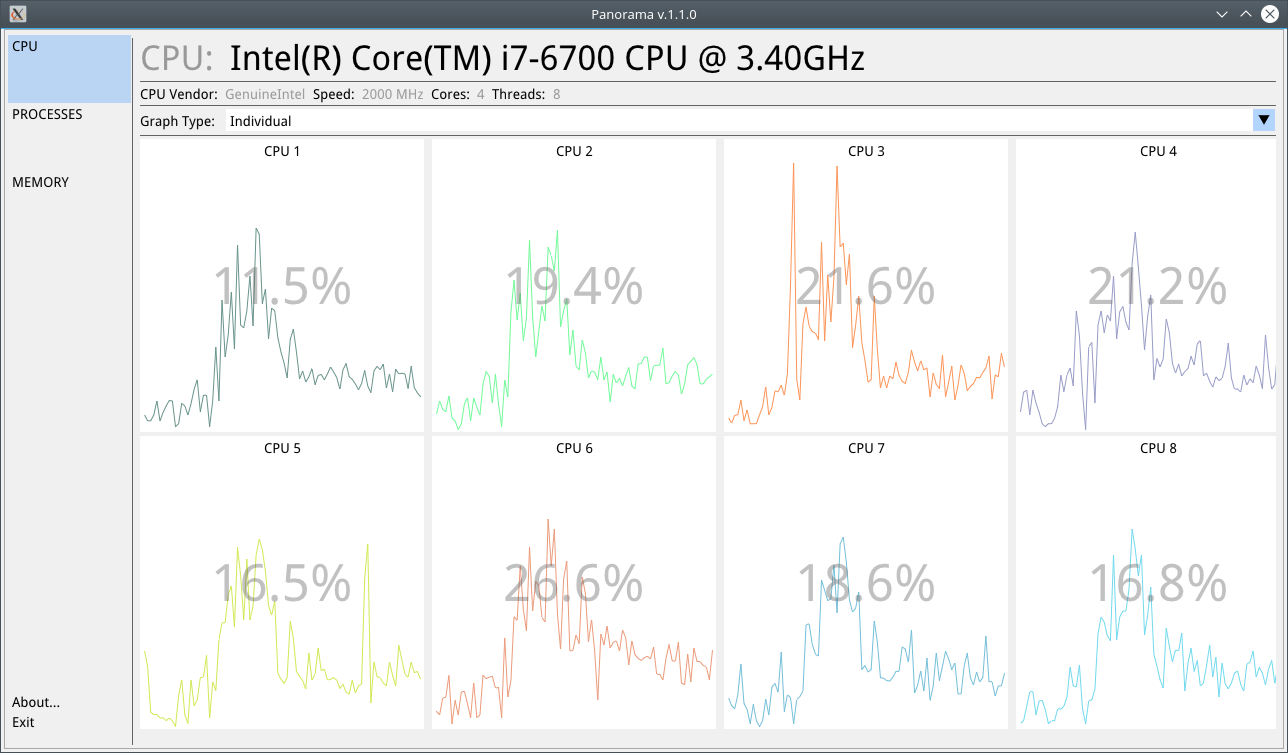 Panorama v.1.1.0
CPU
PROCESSES
MEMORY
About...
Exit
CPU: Intel(R) Core(TM) i7-6700 CPU @ 3.40GHz
CPU Vendor: GenuineIntel Speed: 2000 MHz Cores: 4 Threads: 8
Graph Type: Individual
CPU 1
11.5%
CPU 2
19.4%
CPU 3
21.6%
CPU 4
21.2%
CPU 5
16.5%
CPU 6
26.6%
CPU 7
18.6%
CPU 8
16.8%